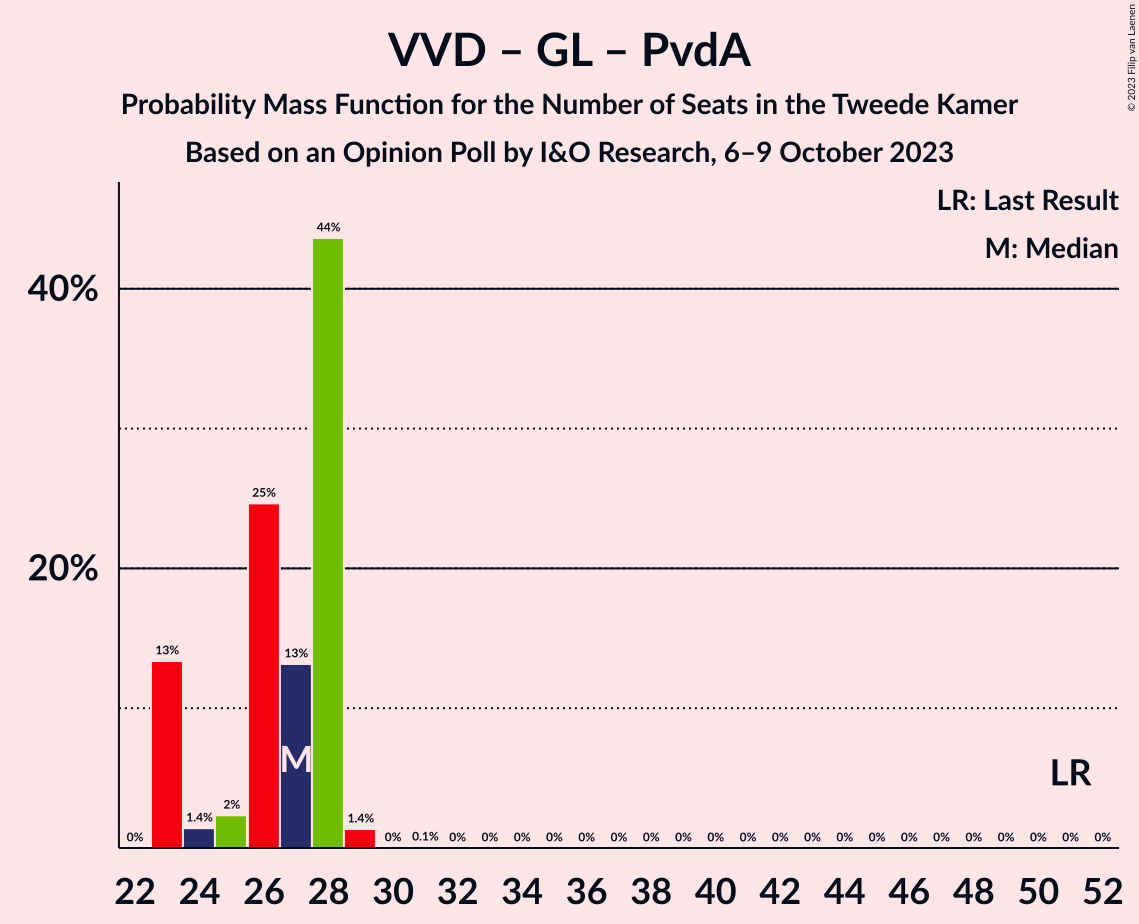 VVD – GL – PvdA
Probability Mass Function for the Number of Seats in the Tweede Kamer
Based on an Opinion Poll by I&O Research, 6–9 October 2023
© 2023 Filip van Laenen
LR: Last Result
M: Median
40%
20%
0% 13% 1.4% 2% 25% 13% 44% 1.4% 0% 0.1% 0% 0% 0% 0% 0% 0% 0% 0% 0% 0% 0% 0% 0% 0% 0% 0% 0% 0% 0% 0% 0%
M
LR
22 24 26 28 30 32 34 36 38 40 42 44 46 48 50 52